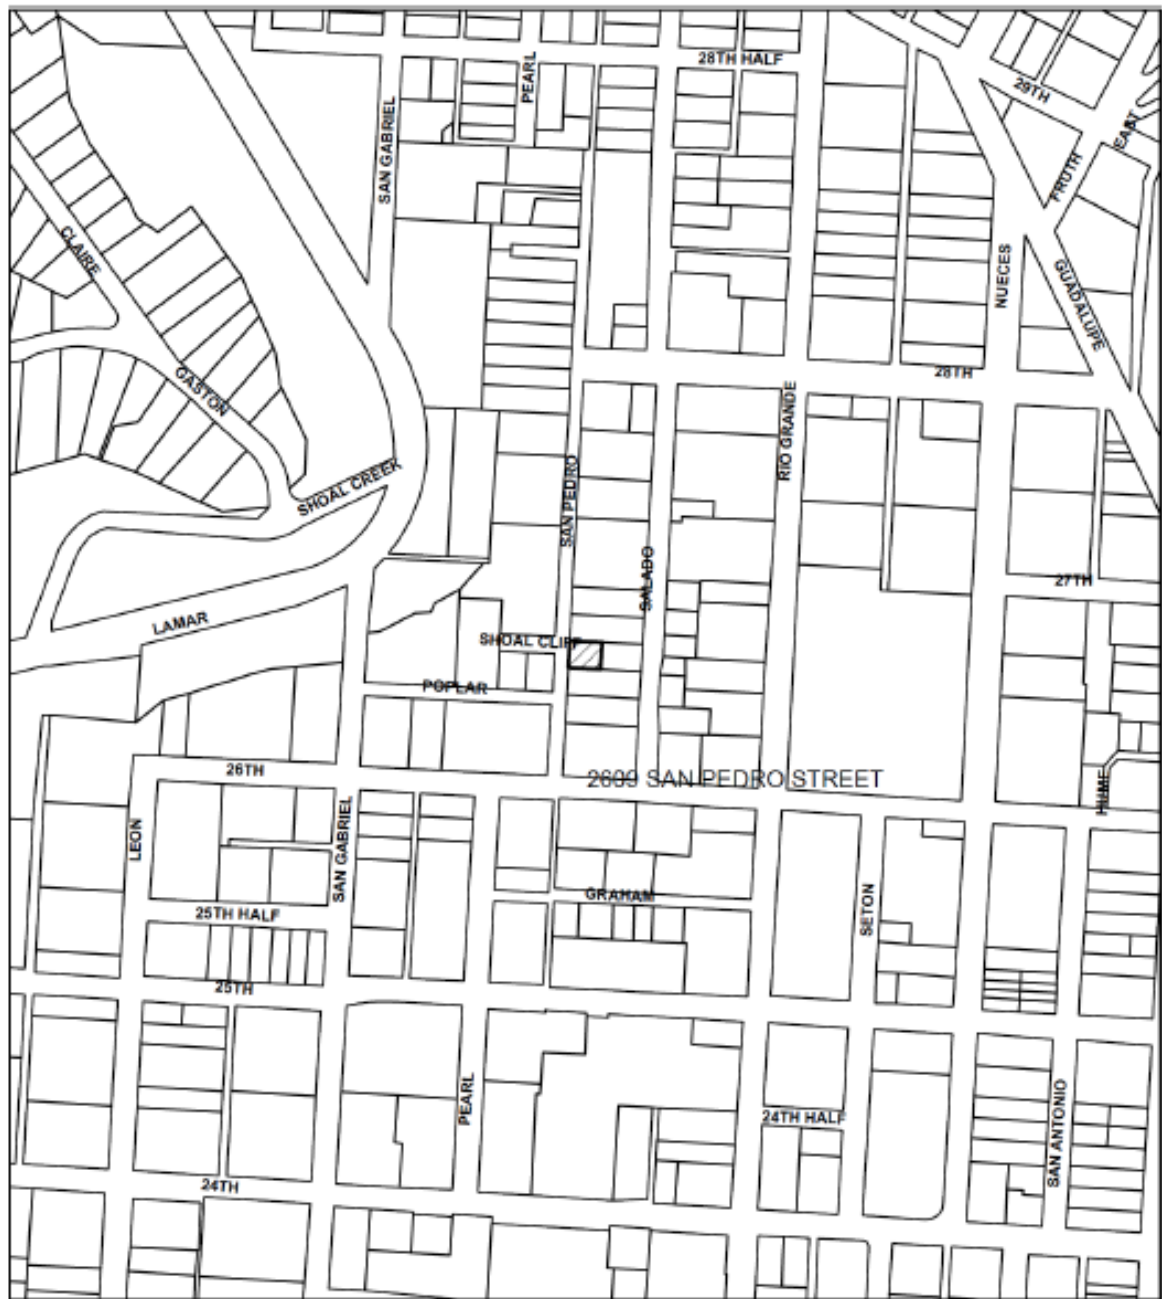 28TH HALF
PEARL
29TH
SAN GABRIEL
EAST
FRUTH
CLAIRE
NUECES
GUADALUPE
28TH
GASTON
RIO GRANDE
SHOAL CREEK
SAN PEDRO
SALADO
27TH
LAMAR
SHOAL CLIFF
POPLAR
26TH
2609 SAN PEDRO STREET
HUME
LEON
SAN GABRIEL
GRAHAM
SETON
25TH HALF
25TH
PEARL
24TH HALF
SAN ANTONIO
24TH